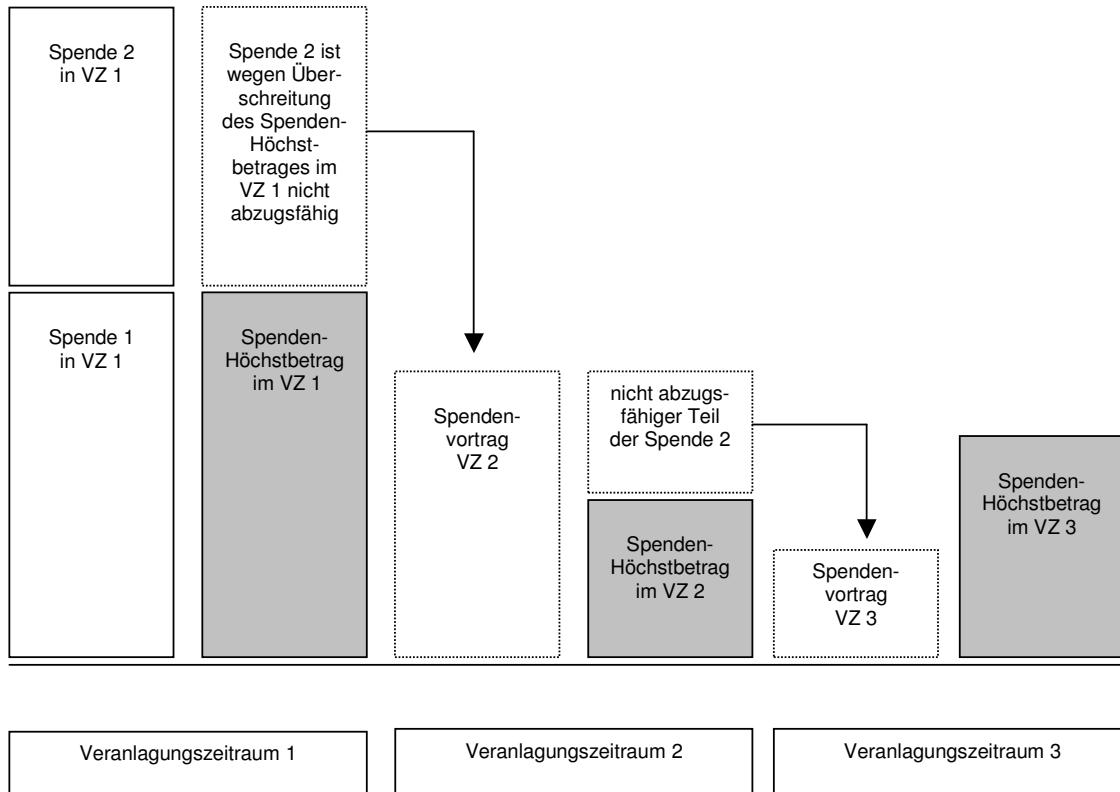 Spende 2
in VZ 1
Spende 2 ist
wegen Über-
schreitung
des Spenden-
Höchst-
betrages im
VZ 1 nicht
abzugsfähig
Spende 1
in VZ 1
Spenden-
Höchstbetrag
im VZ 1
Spenden-
vortrag
VZ 2
nicht abzugs-
fähiger Teil
der Spende 2
Spenden-
Höchstbetrag
im VZ 2
Spenden-
vortrag
VZ 3
Spenden-
Höchstbetrag
im VZ 3
Veranlagungszeitraum 1
Veranlagungszeitraum 2
Veranlagungszeitraum 3